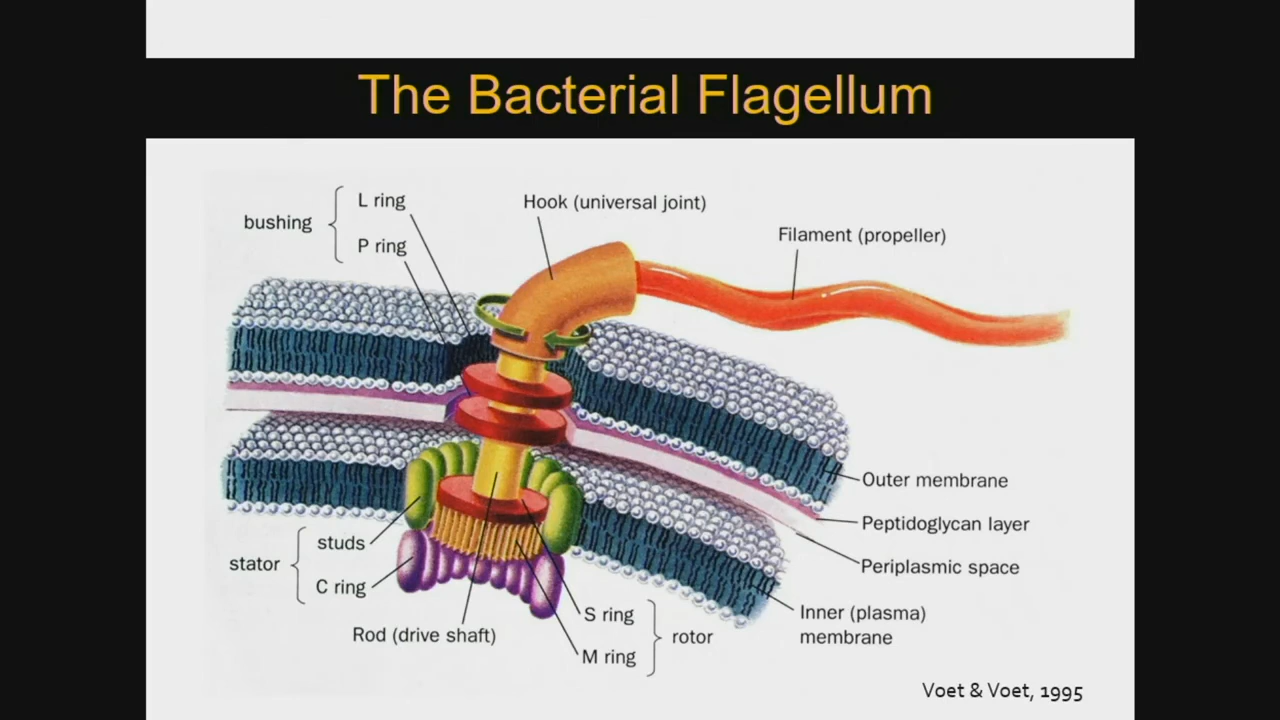 The Bacterial Flagellum
L ring
bushing
P ring
Hook (universal joint)
Filament (propeller)
Outer membrane
Peptidoglycan layer
Periplasmic space
Inner (plasma)
membrane
studs
stator
C ring
Rod (drive shaft)
S ring
rotor
M ring
Voet & Voet, 1995